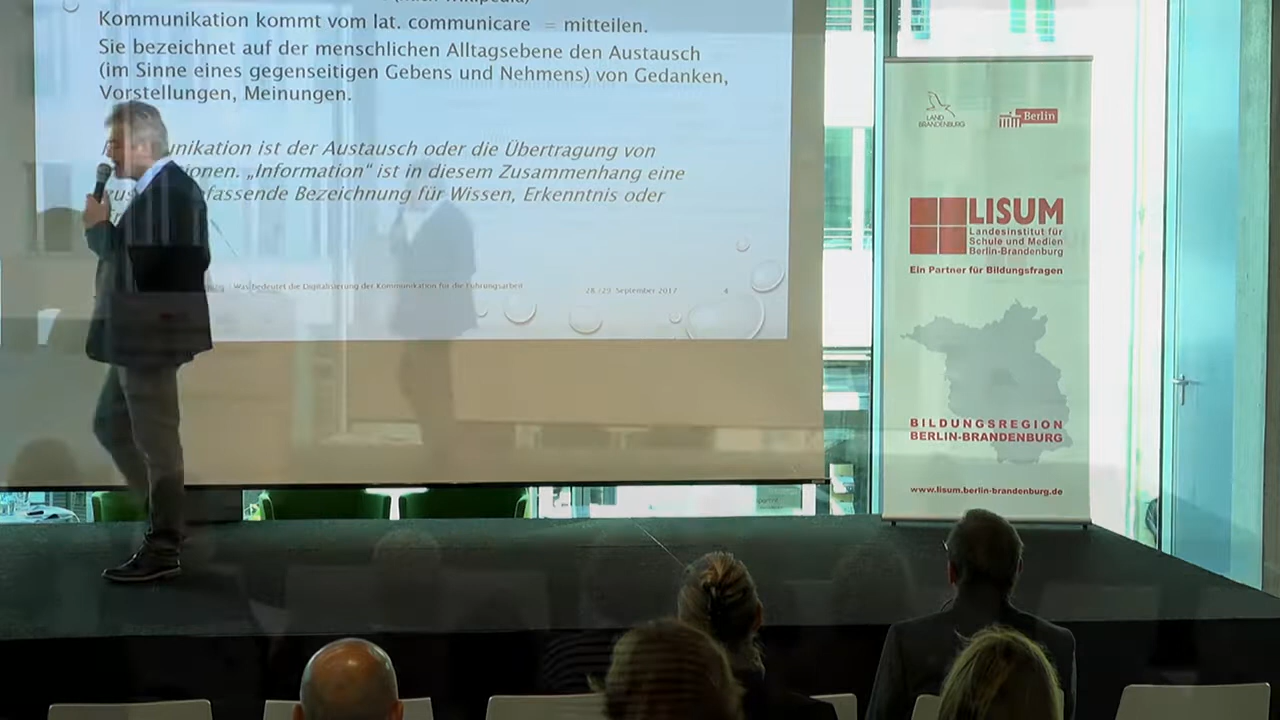 Kommunikation kommt vom lat. communicare = mitteilen.
Sie bezeichnet auf der menschlichen Alltagsebene den Austausch
(im Sinne eines gegenseitigen Gebens und Nehmens) von Gedanken,
Vorstellungen, Meinungen.
unikation ist der Austausch oder die Übertragung von
ionen. „Information“ ist in diesem Zusammenhang eine
fassende Bezeichnung für Wissen, Erkenntnis oder
Was bedeutet die Digitalisierung der Kommunikation für die Führungsarbeit
28./29. September 2017
4
LAND
BRANDENBURG
Berlin
LISUM
Landesinstitut für
Schule und Medien
Berlin-Brandenburg
Ein Partner für Bildungsfragen
BILDUNGSREGION
BERLIN-BRANDENBURG
www.lisum.berlin-brandenburg.de